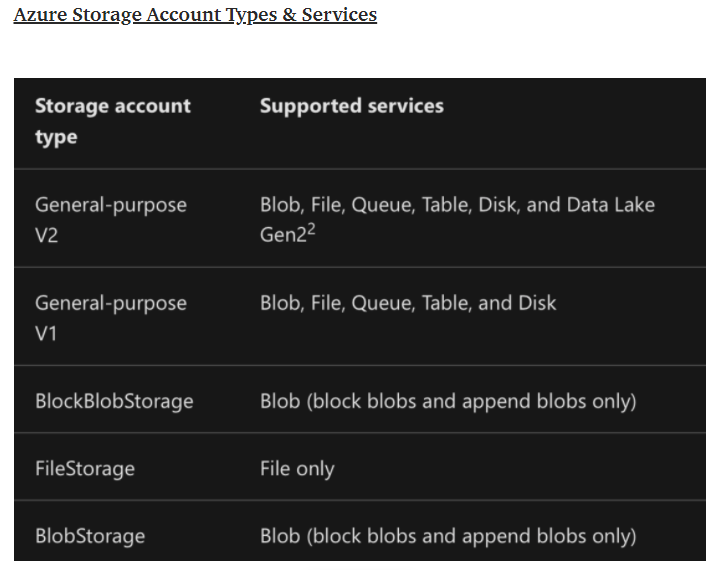 Azure Storage Account Types & Services
Storage account
type
Supported services
General-purpose
V2
Blob, File, Queue, Table, Disk, and Data Lake
Gen2²
General-purpose
V1
Blob, File, Queue, Table, and Disk
BlockBlobStorage
Blob (block blobs and append blobs only)
FileStorage
File only
BlobStorage
Blob (block blobs and append blobs only)